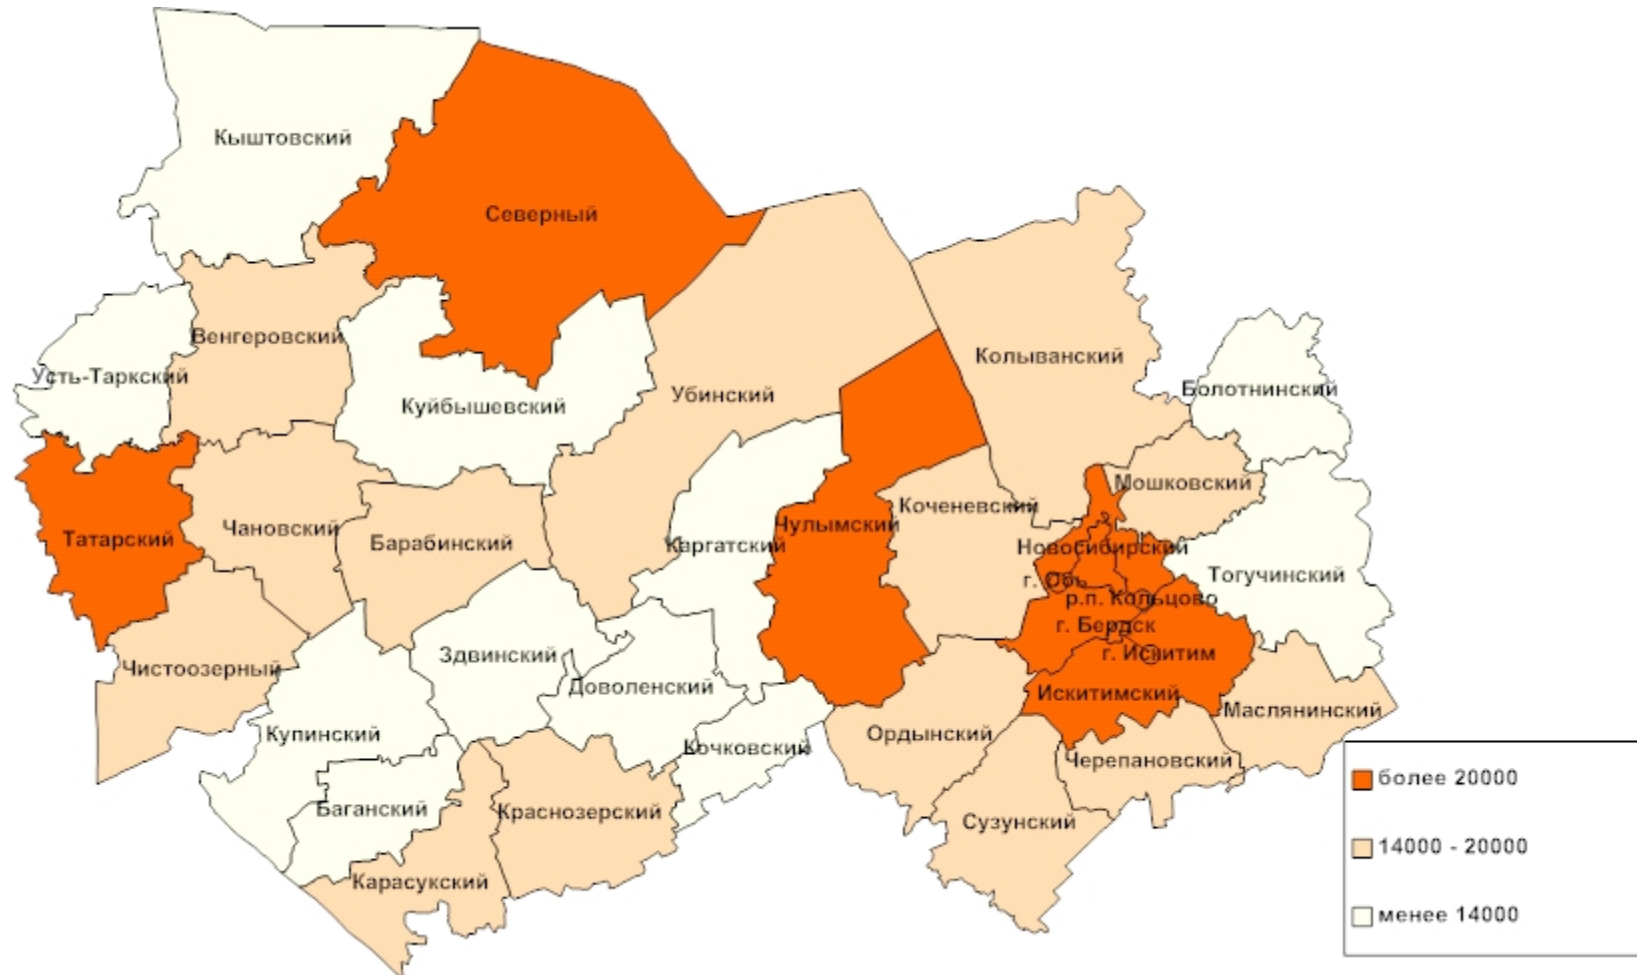 Кыштовский
Северный
Венгеровский
Колыванский
Усть-Таркский
Болотнинский
Убинский
Куйбышевский
Мошковский
Коченевский
Чановский
Чулымский
Татарский
Барабинский
Каргатский
Новосибирский
Тогучинский
г. Обь
р.п. Кольцово
г. Бердск
г. Искитим
Здвинский
Чистоозерный
Доволенский
Искитимский
Маслянинский
Купинский
Ордынский
Кочковский
Черепановский
Баганский
Краснозерский
Сузунский
Карасукский
более 20000
14000 - 20000
менее 14000